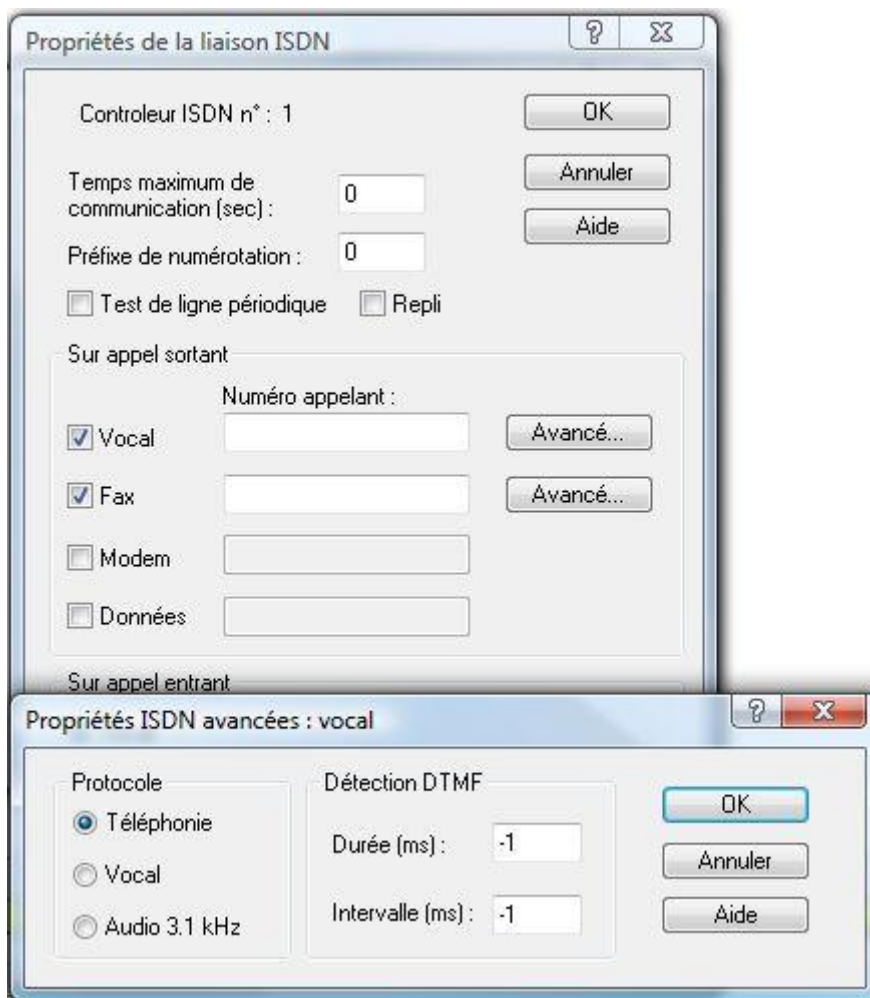 Propriétés de la liaison ISDN
Controleur ISDN n° : 1
OK
Temps maximum de
communication (sec) :
0
Annuler
Préfixe de numérotation :
0
Aide
Test de ligne périodique
Repli
Sur appel sortant
Numéro appelant :
Vocal
Avancé...
Fax
Avancé...
Modem
Données
Sur appel entrant
Propriétés ISDN avancées : vocal
Protocole
Téléphonie
Vocal
Audio 3.1 kHz
Détection DTMF
Durée (ms) :
-1
Intervalle (ms) :
-1
OK
Annuler
Aide